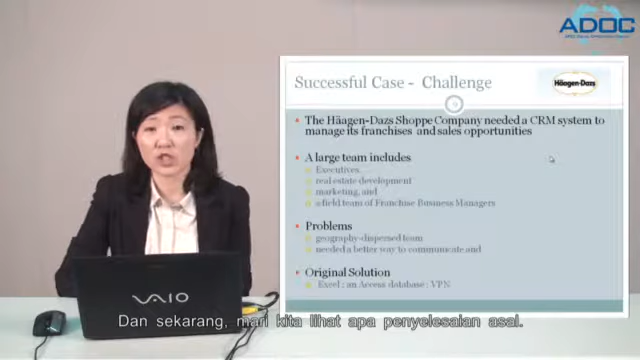 ADOC
Successful Case - Challenge
Häagen-Dazs
The Häagen-Dazs Shoppe Company needed a CRM system to
manage its franchises and sales opportunities
A large team includes
Executives,
real estate development
marketing, and
a field team of Franchise Business Managers
Problems
geography-dispersed team
needed a better way to communicate and
Original Solution
Excel ; an Access database ; VPN
VAIO
Dan sekarang, mari kita lihat apa penyelesaian asal.